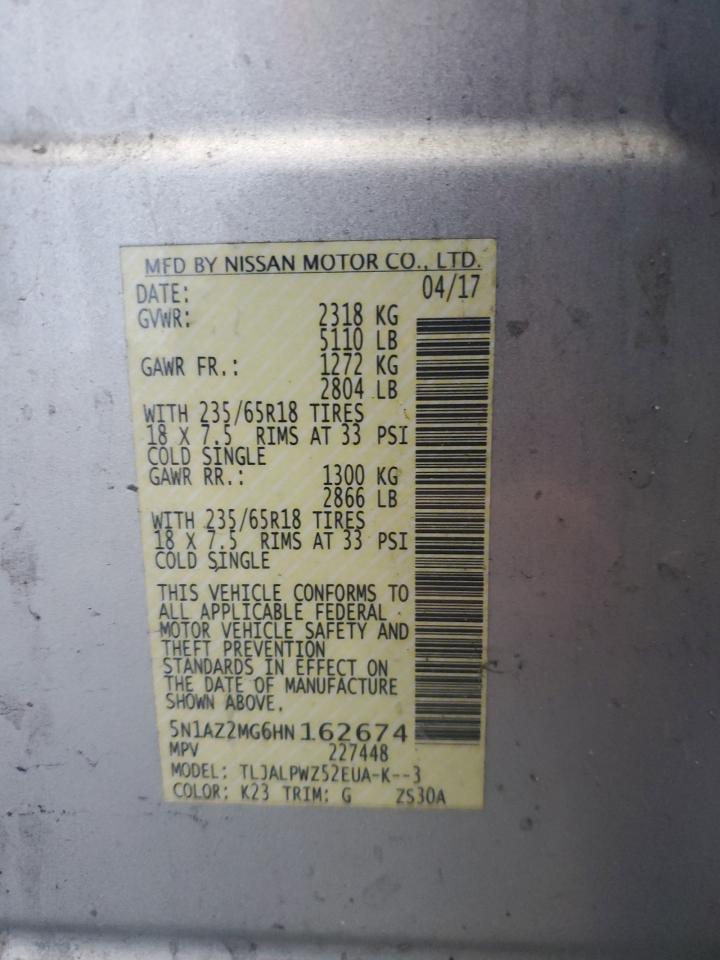 MFD BY NISSAN MOTOR CO., LTD.
DATE: 04/17
GVWR: 2318 KG
5110 LB
GAWR FR.: 1272 KG
2804 LB
WITH 235/65R18 TIRES
18 X 7.5 RIMS AT 33 PSI
COLD SINGLE
GAWR RR.: 1300 KG
2866 LB
WITH 235/65R18 TIRES
18 X 7.5 RIMS AT 33 PSI
COLD SINGLE
THIS VEHICLE CONFORMS TO
ALL APPLICABLE FEDERAL
MOTOR VEHICLE SAFETY AND
THEFT PREVENTION
STANDARDS IN EFFECT ON
THE DATE OF MANUFACTURE
SHOWN ABOVE.
5N1AZ2MG6HN162674
MPV 227448
MODEL: TLJALPWZ52EUA-K--3
COLOR: K23 TRIM: G ZS30A